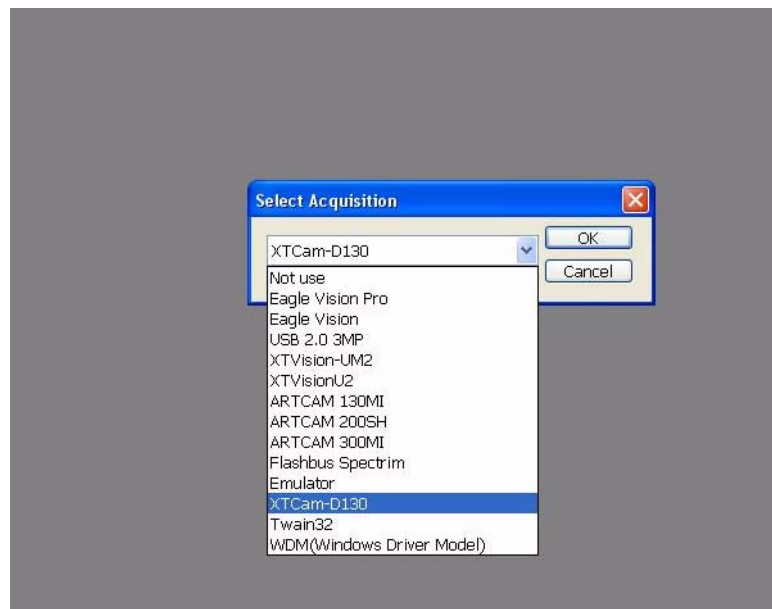 Select Acquisition
XTCam-D130
OK
Cancel
Not use
Eagle Vision Pro
Eagle Vision
USB 2.0 3MP
XTVision-UM2
XTVisionU2
ARTCAM 130MI
ARTCAM 200SH
ARTCAM 300MI
Flashbus Spectrim
Emulator
XTCam-D130
Twain32
WDM(Windows Driver Model)